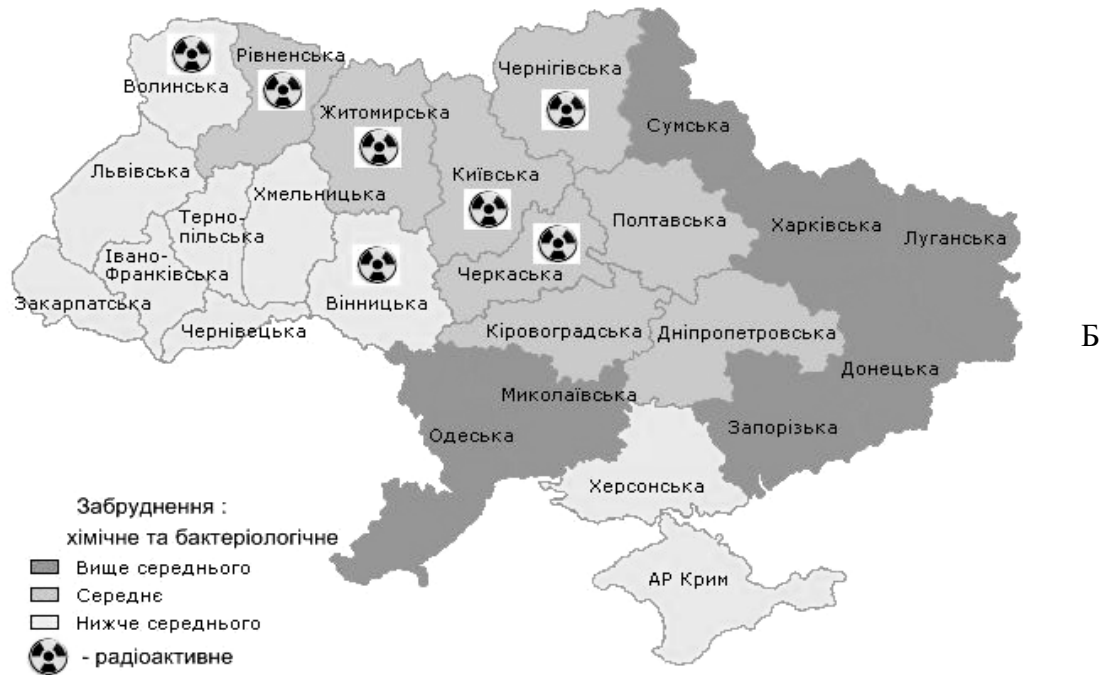 Волинська
Рівненська
Житомирська
Чернігівська
Сумська
Київська
Львівська
Хмельницька
Терно-
пільська
Івано-
Франківська
Закарпатська
Чернівецька
Вінницька
Черкаська
Полтавська
Харківська
Луганська
Кіровоградська
Дніпропетровська
Донецька
Миколаївська
Одеська
Запорізька
Херсонська
АР Крим
Б
Забруднення :
хімічне та бактеріологічне
Вище середнього
Середнє
Нижче середнього
- радіоактивне